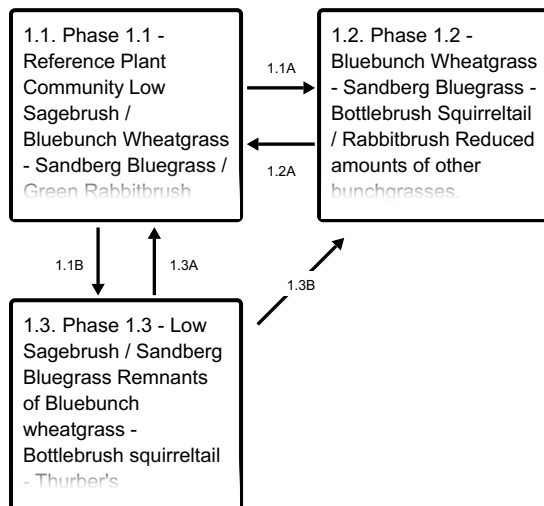 1.1. Phase 1.1 -
Reference Plant
Community Low
Sagebrush /
Bluebunch Wheatgrass
- Sandberg Bluegrass /
Green Rabbitbrush
1.1A
1.2A
1.2. Phase 1.2 -
Bluebunch Wheatgrass
- Sandberg Bluegrass -
Bottlebrush Squirreltail
/ Rabbitbrush Reduced
amounts of other
bunchgrasses.
1.1B
1.3A
1.3B
1.3. Phase 1.3 - Low
Sagebrush / Sandberg
Bluegrass Remnants
of Bluebunch
wheatgrass -
Bottlebrush squirreltail
- Thurber's